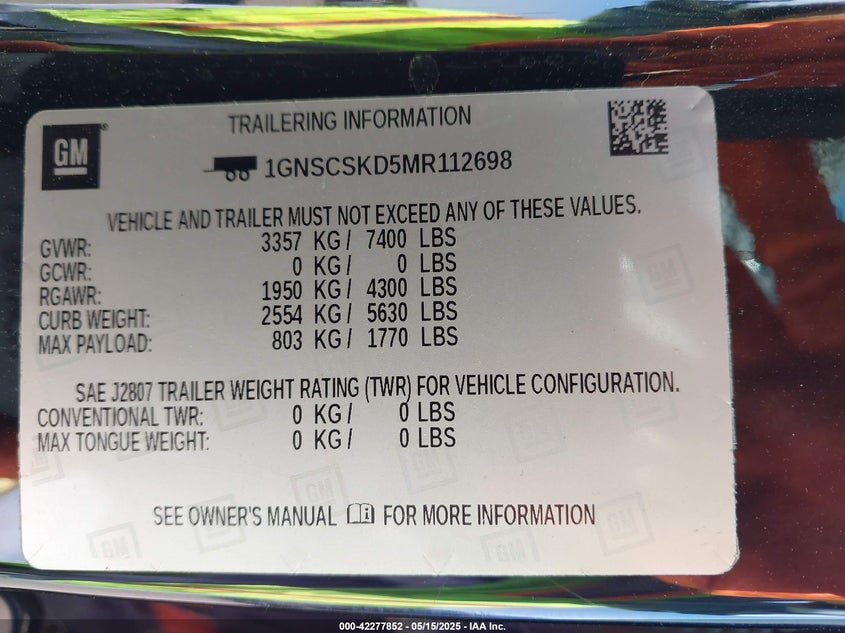 GM ®
TRAILERING INFORMATION
1GNSCSKD5MR112698
VEHICLE AND TRAILER MUST NOT EXCEED ANY OF THESE VALUES.
GVWR: 3357 KG / 7400 LBS
GCWR: 0 KG / 0 LBS
RGAWR: 1950 KG / 4300 LBS
CURB WEIGHT: 2554 KG / 5630 LBS
MAX PAYLOAD: 803 KG / 1770 LBS
SAE J2807 TRAILER WEIGHT RATING (TWR) FOR VEHICLE CONFIGURATION.
CONVENTIONAL TWR: 0 KG / 0 LBS
MAX TONGUE WEIGHT: 0 KG / 0 LBS
SEE OWNER'S MANUAL i FOR MORE INFORMATION
GM GM GM
000-42277852 - 05/15/2025 - IAA Inc.